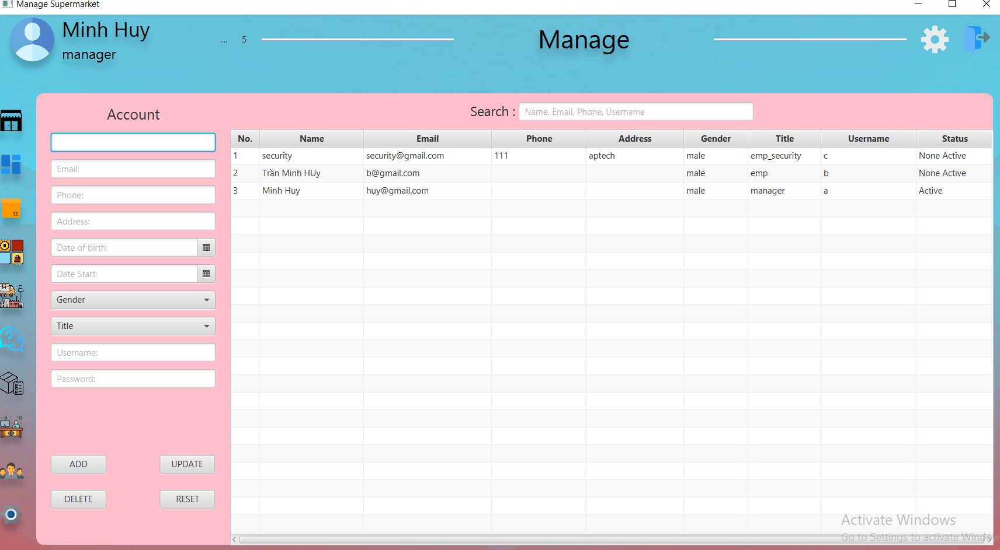 Manage Supermarket
Minh Huy
manager
... 5
Manage
Account
Search : Name, Email, Phone, Username
Email:
Phone:
Address:
Date of birth:
Date Start:
Gender
Title
Username:
Password:
ADD UPDATE
DELETE RESET
No. Name Email Phone Address Gender Title Username Status
1 security security@gmail.com 111 aptech male emp_security c None Active
2 Trần Minh HUy b@gmail.com male emp b None Active
3 Minh Huy huy@gmail.com male manager a Active
Activate Windows
Go to Settings to activate Window